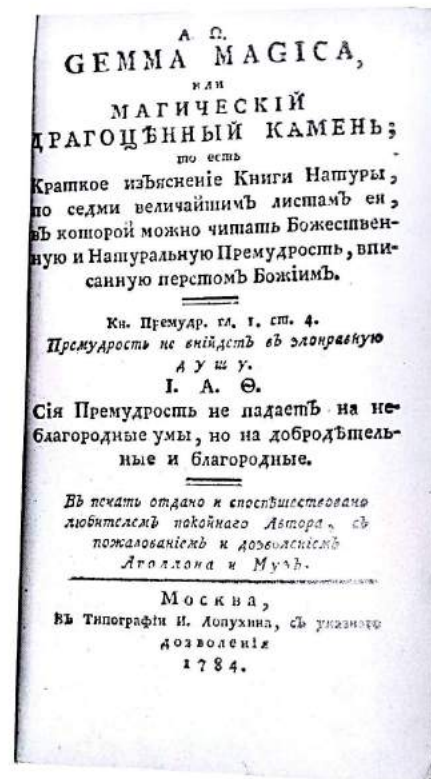 Α Ω.
GEMMA MAGICA,
или
МАГИЧЕСКІЙ
ДРАГОЦѢННЫЙ КАМЕНЬ;
то есть
Краткое изЪясненіе Книги Натуры,
по седми величайшимЪ листамЪ ея,
вЪ которой можно читать Божествен-
ную и Натуральную Премудрость, впи-
санную перстомЪ БожіимЪ.
Кн. Премудр. гл. 1. ст. 4.
Премудрость не внійдетъ въ злонравную
душу.
І. А. Ѳ.
Сія Премудрость не падаетЪ на не-
благородные умы, но на добродѣтель-
ные и благородные.
Въ печать отдано и споспѣшествовано
любителемъ покойнаго Автора, съ
пожалованіемъ и дозволеніемъ
Аполлона и Музъ.
Москва,
ВЪ Типографіи И. Лопухина, съ указнаго
дозволенія
1784.